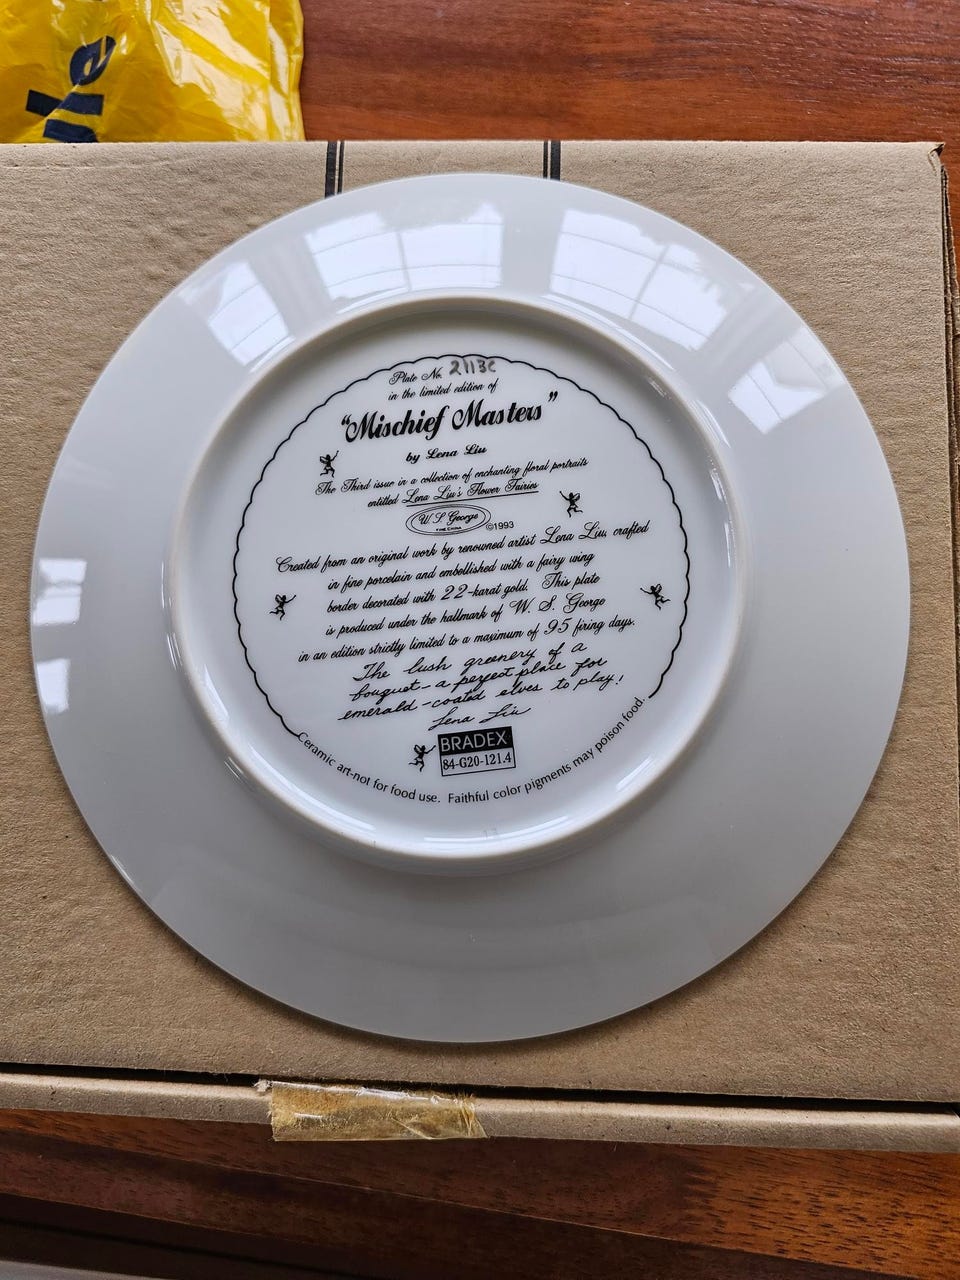 Plate No. 2113C
in the limited edition of
"Mischief Masters"
by Lena Liu
The Third issue in a collection of enchanting floral portraits
entitled Lena Liu's Flower Fairies
W. S. George
FINE CHINA
©1993
Created from an original work by renowned artist Lena Liu, crafted
in fine porcelain and embellished with a fairy wing
border decorated with 22-karat gold. This plate
is produced under the hallmark of W. S. George
in an edition strictly limited to a maximum of 95 firing days.
The lush greenery of a
bouquet—a perfect place for
emerald-coated elves to play!
Lena Liu
BRADEX
84-G20-121.4
Ceramic art-not for food use. Faithful color pigments may poison food.